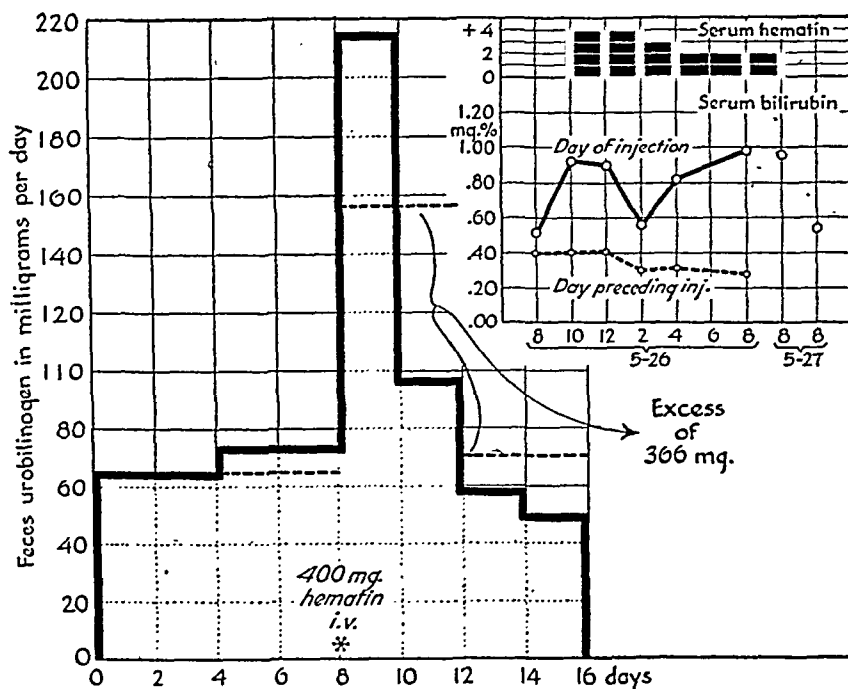 Feces urobilinogen in milligrams per day
220
200
180
160
140
120
110
80
60
40
20
0
0 2 4 6 8 10 12 14 16 days
400 mg.
hematin
i.v.
*
Excess
of
366 mg.
+4
2
0
Serum hematin
Serum bilirubin
1.20
mg.%
1.00
.80
.60
.40
.20
.00
Day of injection
Day preceding inj.
8 10 12 2 4 6 8 8 8
5-26 5-27